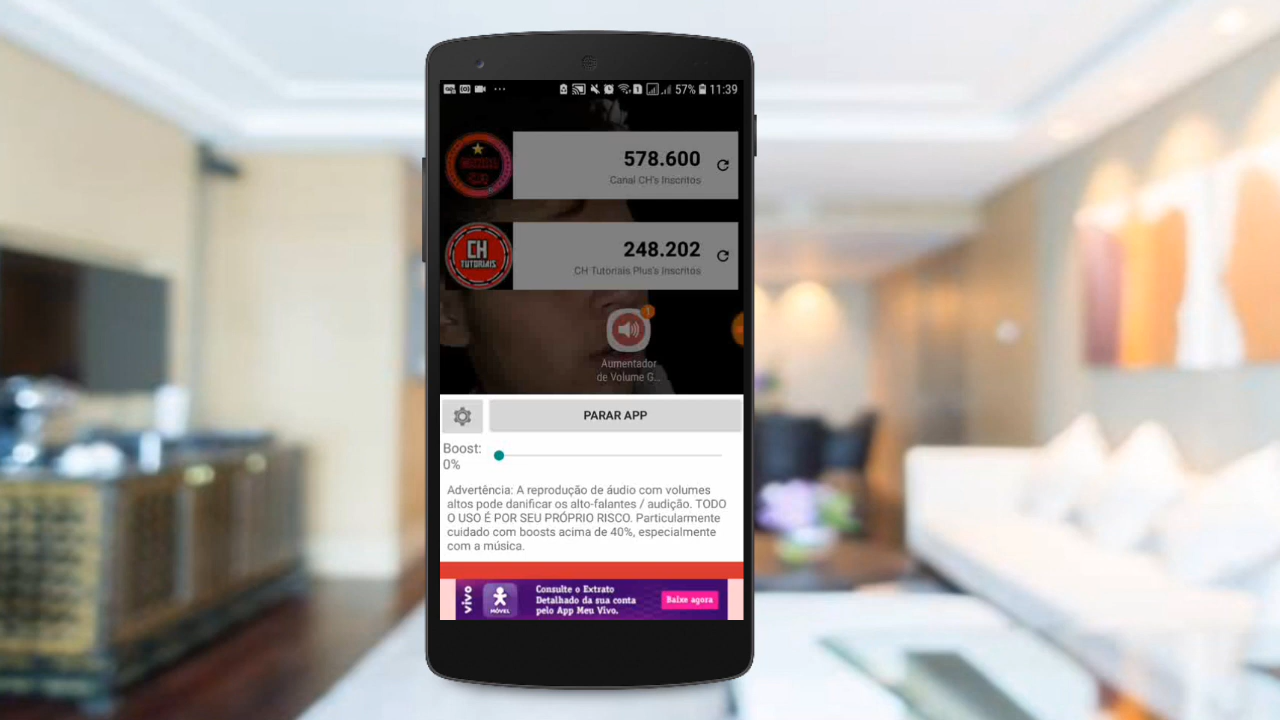 57% 11:39
578.600
Canal CH's Inscritos
CH
TUTORIAIS
248.202
CH Tutoriais Plus's Inscritos
1
Aumentador
de Volume G...
PARAR APP
Boost:
0%
Advertência: A reprodução de áudio com volumes
altos pode danificar os alto-falantes / audição. TODO
O USO É POR SEU PRÓPRIO RISCO. Particularmente
cuidado com boosts acima de 40%, especialmente
com a música.
vivo
MÓVEL
Consulte o Extrato
Detalhado da sua conta
pelo App Meu Vivo.
Baixe agora